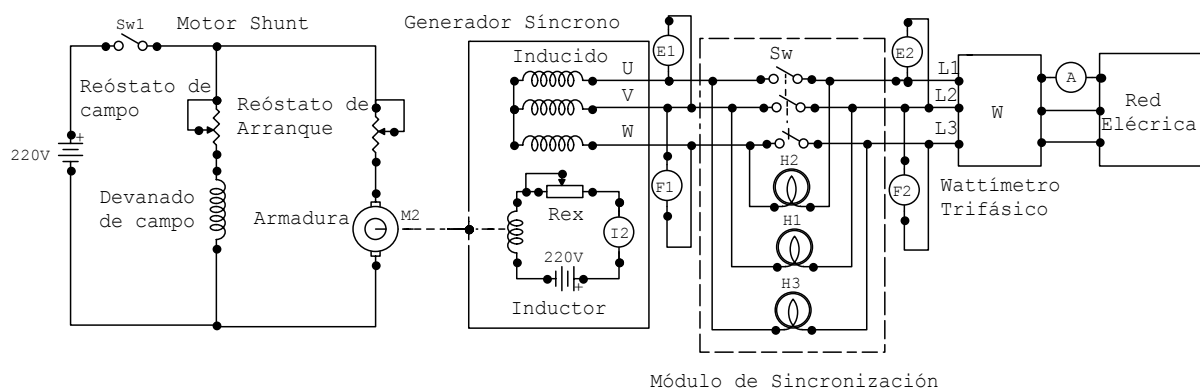 Sw1
Motor Shunt
Reóstato de
campo
Reóstato de
Arranque
220V
+
Devanado
de campo
Armadura
M2
Generador Síncrono
Inducido
U
V
W
Rex
I2
220V
+
Inductor
E1
F1
Sw
H2
H1
H3
Módulo de Sincronización
E2
F2
L1
L2
L3
W
Wattímetro
Trifásico
A
Red
Elécrica